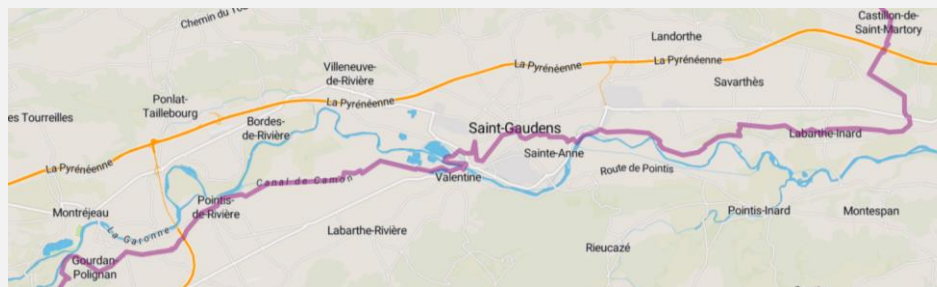 Chemin du Tou
Castillon-de-
Saint-Martory
Landorthe
Villeneuve-
de-Rivière
La Pyrénéenne
La Pyrénéenne
Savarthès
Ponlat-
Taillebourg
La Pyrénéenne
es Tourreilles
Bordes-
de-Rivière
Saint-Gaudens
Labarthe-Inard
Sainte-Anne
La Pyrénéenne
Route de Pointis
Canal de Camon
Valentine
Montréjeau
Pointis-
de-Rivière
Pointis-Inard
Montespan
La Garonne
Labarthe-Rivière
Rieucazé
Gourdan-
Polignan